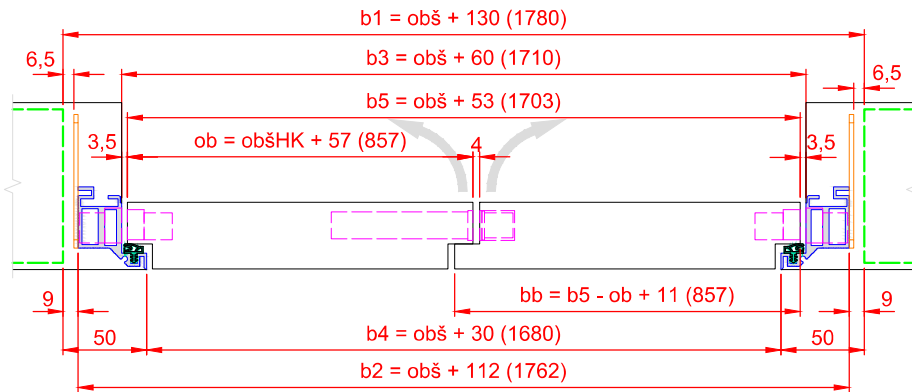 b1 = obš + 130 (1780)
6,5
b3 = obš + 60 (1710)
6,5
b5 = obš + 53 (1703)
3,5
ob = obšHK + 57 (857)
4
3,5
9
bb = b5 - ob + 11 (857)
9
50
b4 = obš + 30 (1680)
50
b2 = obš + 112 (1762)